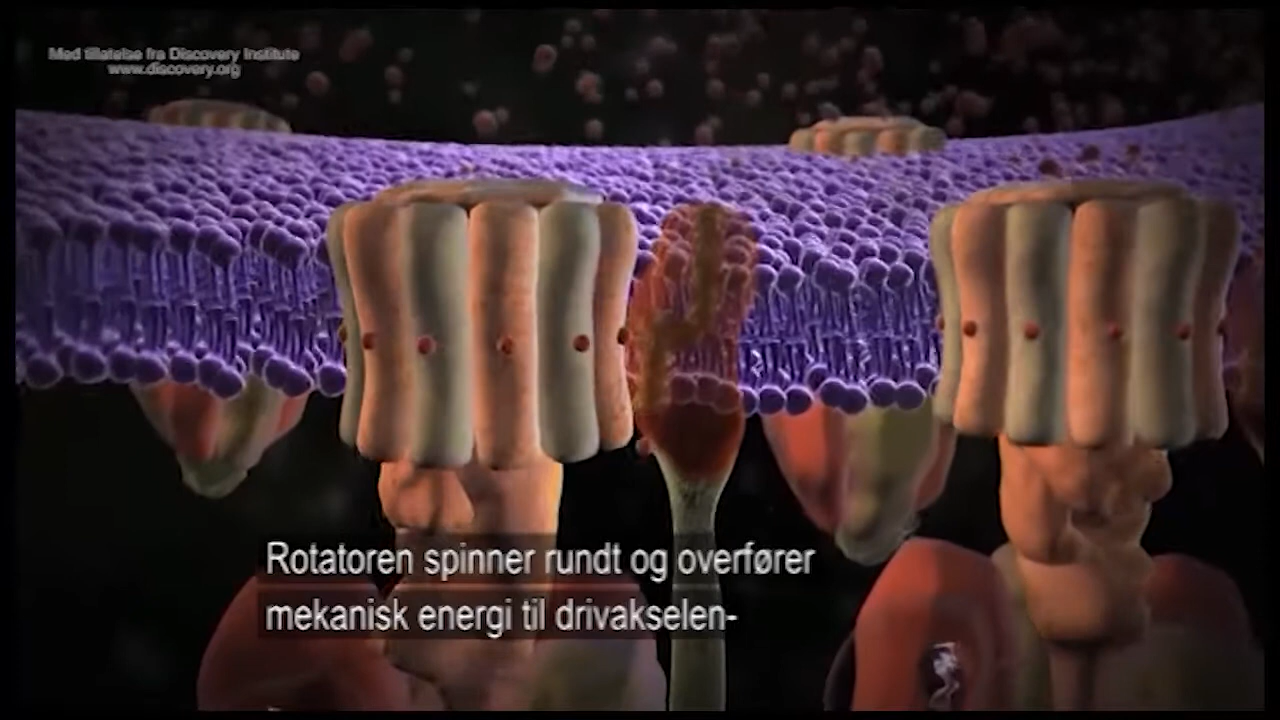 Med tillatelse fra Discovery Institute
www.discovery.org
Rotatoren spinner rundt og overfører
mekanisk energi til drivakselen-